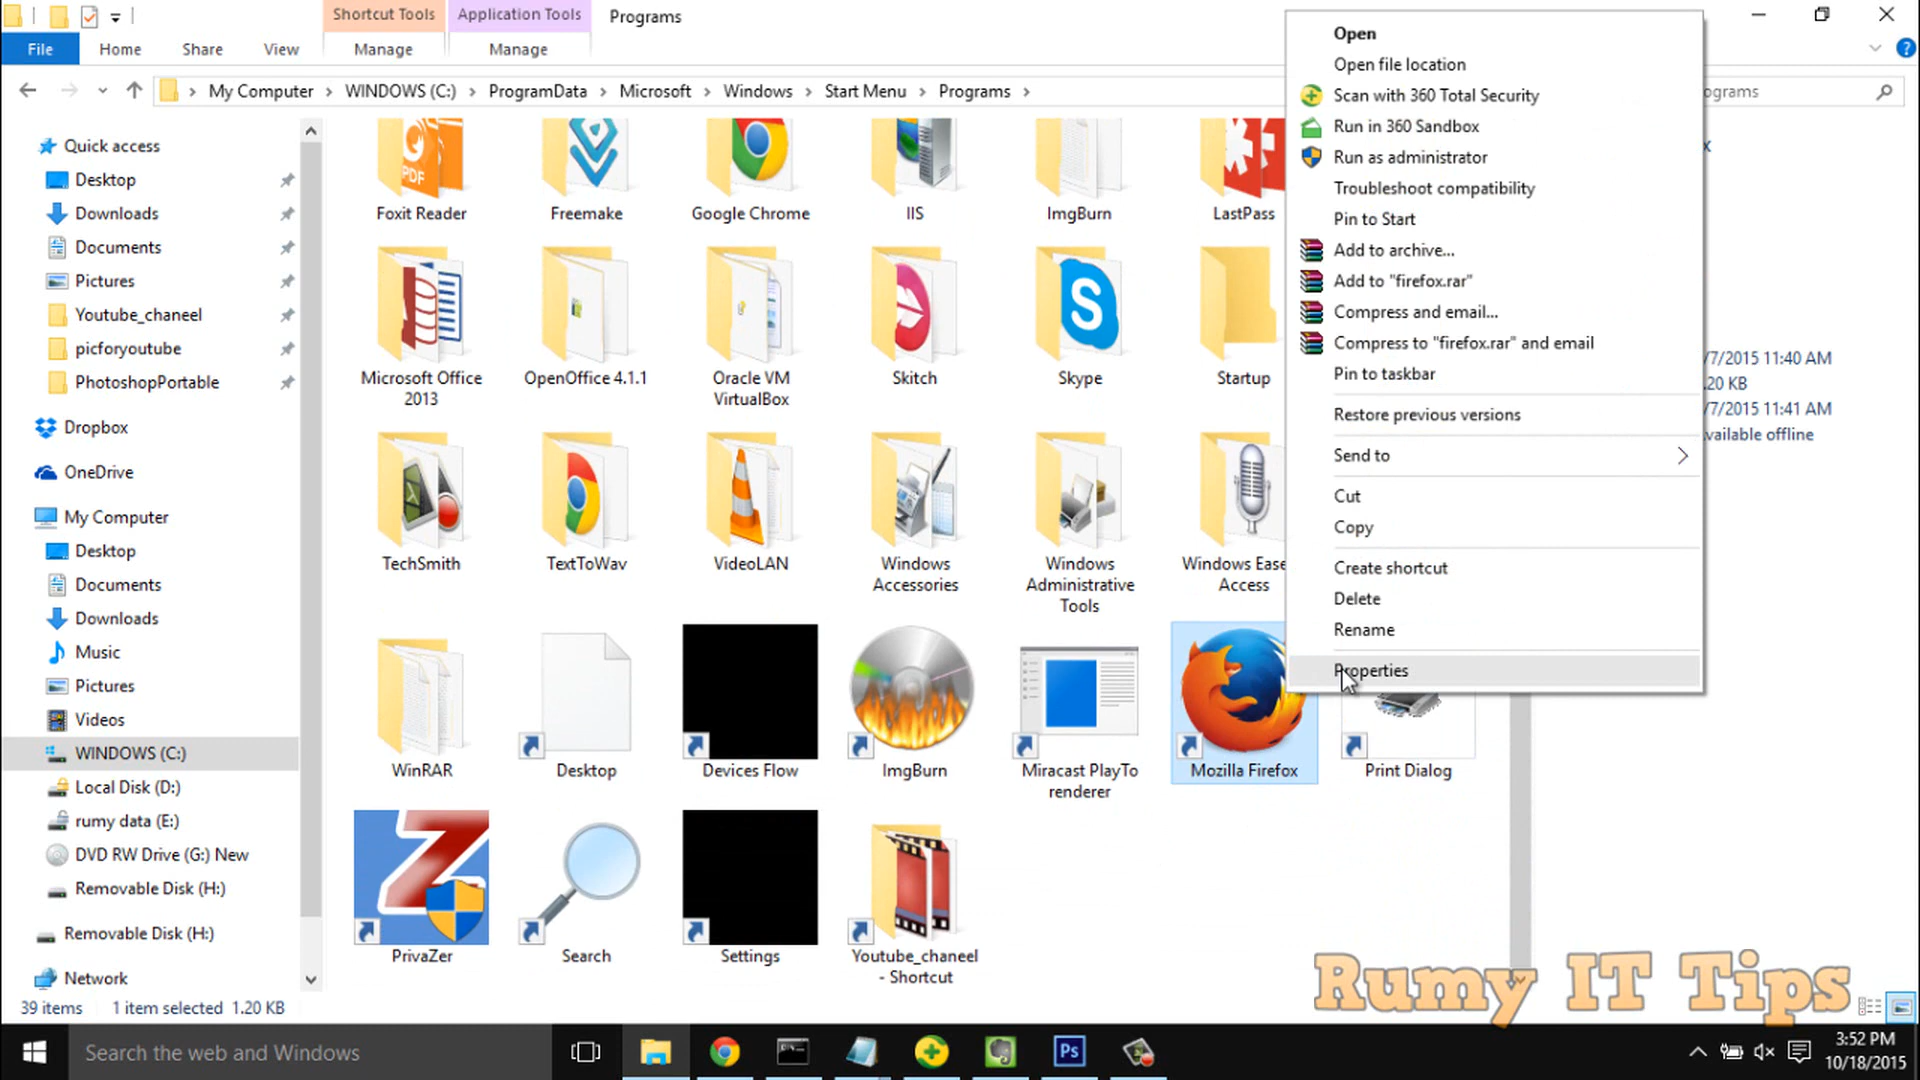 Shortcut Tools
Application Tools
Programs
File
Home
Share
View
Manage
Manage
My Computer
WINDOWS (C:)
ProgramData
Microsoft
Windows
Start Menu
Programs
ograms
Quick access
Desktop
Downloads
Documents
Pictures
Youtube_chaneel
picforyoutube
PhotoshopPortable
Dropbox
OneDrive
My Computer
Desktop
Documents
Downloads
Music
Pictures
Videos
WINDOWS (C:)
Local Disk (D:)
rumy data (E:)
DVD RW Drive (G:) New
Removable Disk (H:)
Removable Disk (H:)
Network
PDF
Foxit Reader
Freemake
Google Chrome
IIS
ImgBurn
LastPass
Microsoft Office
2013
OpenOffice 4.1.1
Oracle VM
VirtualBox
Skitch
Skype
Startup
TechSmith
TextToWav
VideoLAN
Windows
Accessories
Windows
Administrative
Tools
Windows Ease
Access
WinRAR
Desktop
Devices Flow
ImgBurn
Miracast PlayTo
renderer
Mozilla Firefox
Print Dialog
PrivaZer
Search
Settings
Youtube_chaneel
- Shortcut
Open
Open file location
Scan with 360 Total Security
Run in 360 Sandbox
Run as administrator
Troubleshoot compatibility
Pin to Start
Add to archive...
Add to "firefox.rar"
Compress and email...
Compress to "firefox.rar" and email
Pin to taskbar
Restore previous versions
Send to
Cut
Copy
Create shortcut
Delete
Rename
Properties
x
/7/2015 11:40 AM
.20 KB
/7/2015 11:41 AM
vailable offline
Rumy IT Tips
39 items
1 item selected 1.20 KB
Search the web and Windows
Ps
3:52 PM
10/18/2015